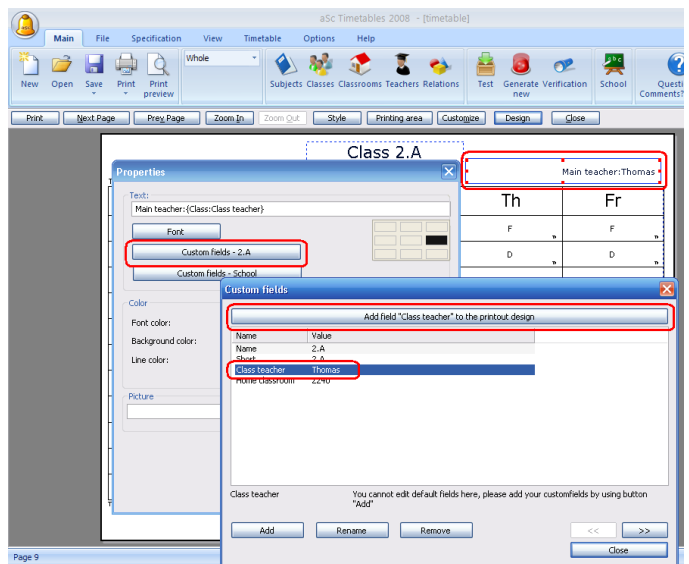 aSc Timetables 2008 - [timetable]
Main File Specification View Timetable Options Help
Whole
New Open Save Print Print preview Subjects Classes Classrooms Teachers Relations Test Generate new Verification School Comments?
Print Next Page Prev Page Zoom In Zoom Out Style Printing area Customize Design Close
Class 2.A
Main teacher:Thomas
Properties
Th Fr
Text:
Main teacher:{Class:Class teacher}
Font
F F
Custom fields - 2.A
D D
Custom fields - School
Custom fields
Color
Add field "Class teacher" to the printout design
Font color:
Name Value
Background color:
Name 2.A
Short 2.A
Line color:
Class teacher Thomas
Home classroom 2240
Picture
Class teacher You cannot edit default fields here, please add your customfields by using button
"Add"
Add Rename Remove << >>
Close
Page 9